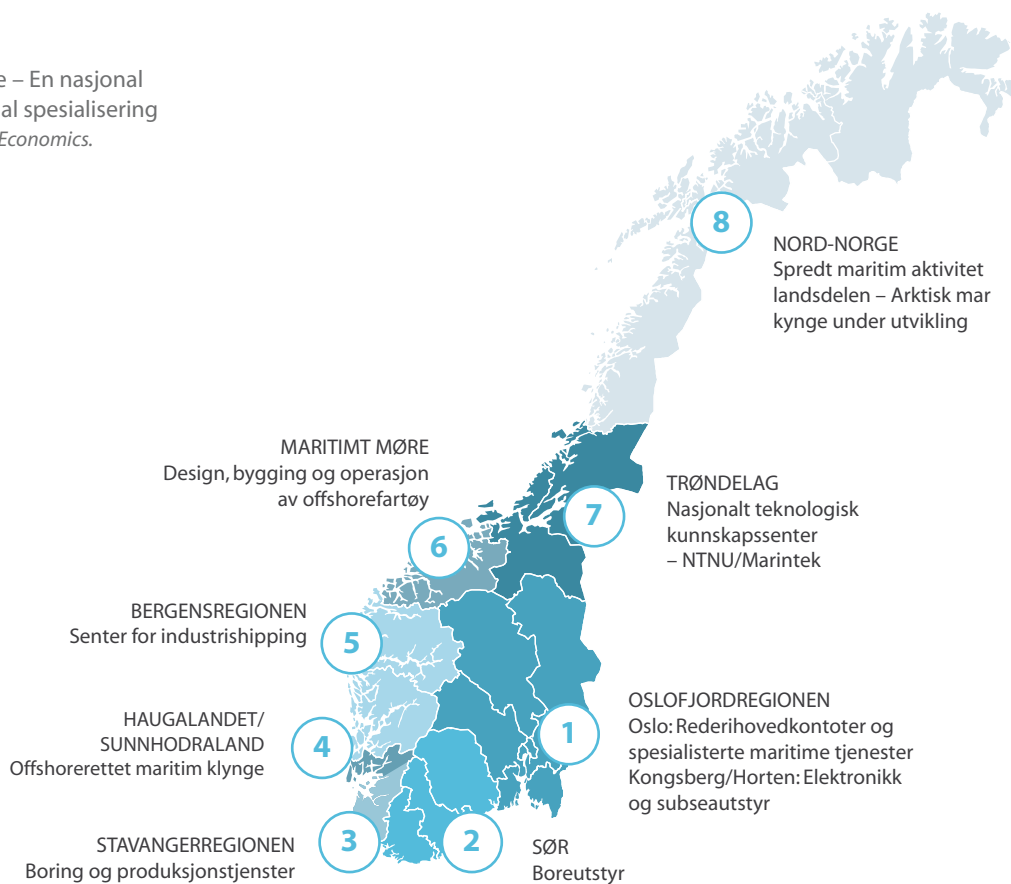 e – En nasjonal
al spesialisering
Economics.
8
NORD-NORGE
Spredt maritim aktivitet
landsdelen – Arktisk mar
kynge under utvikling
MARITIMT MØRE
Design, bygging og operasjon
av offshorefartøy
6
TRØNDELAG
Nasjonalt teknologisk
kunnskapssenter
– NTNU/Marintek
7
BERGENSREGIONEN
Senter for industrishipping
5
HAUGALANDET/
SUNNHODRALAND
Offshorerettet maritim klynge
4
OSLOFJORDREGIONEN
Oslo: Rederihovedkontoter og
spesialisterte maritime tjenester
Kongsberg/Horten: Elektronikk
og subseautstyr
1
STAVANGERREGIONEN
Boring og produksjonstjenster
3
2
SØR
Boreutstyr